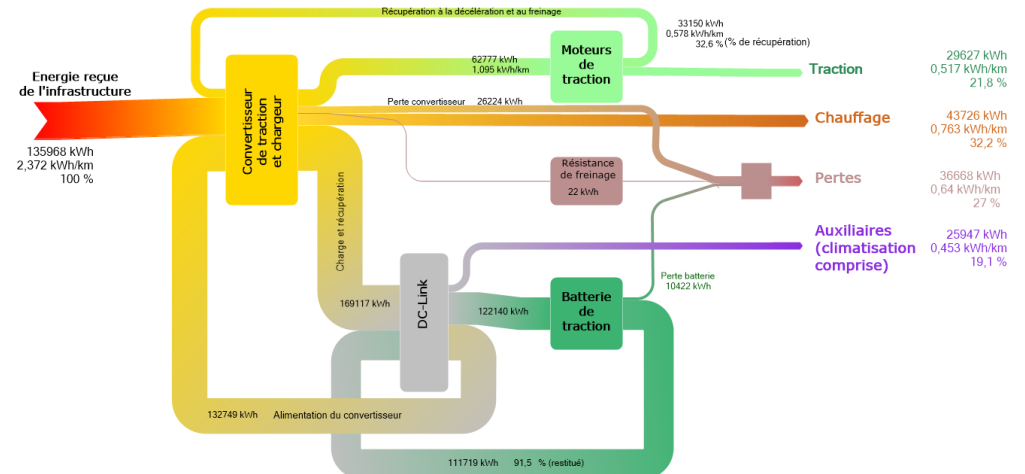 Récupération à la décélération et au freinage
33150 kWh
0,578 kWh/km
32,6 % (% de récupération)
Energie reçue
de l'infrastructure
135968 kWh
2,372 kWh/km
100 %
Convertisseur
de traction
et chargeur
62777 kWh
1,095 kWh/km
Moteurs
de
traction
Traction
29627 kWh
0,517 kWh/km
21,8 %
Perte convertisseur 26224 kWh
Chauffage
43726 kWh
0,763 kWh/km
32,2 %
Résistance
de freinage
22 kWh
Pertes
36668 kWh
0,64 kWh/km
27 %
Charge et récupération
169117 kWh
DC-Link
Auxiliaires
(climatisation
comprise)
25947 kWh
0,453 kWh/km
19,1 %
Perte batterie
10422 kWh
122140 kWh
Batterie
de
traction
132749 kWh Alimentation du convertisseur
111719 kWh 91,5 % (restitué)